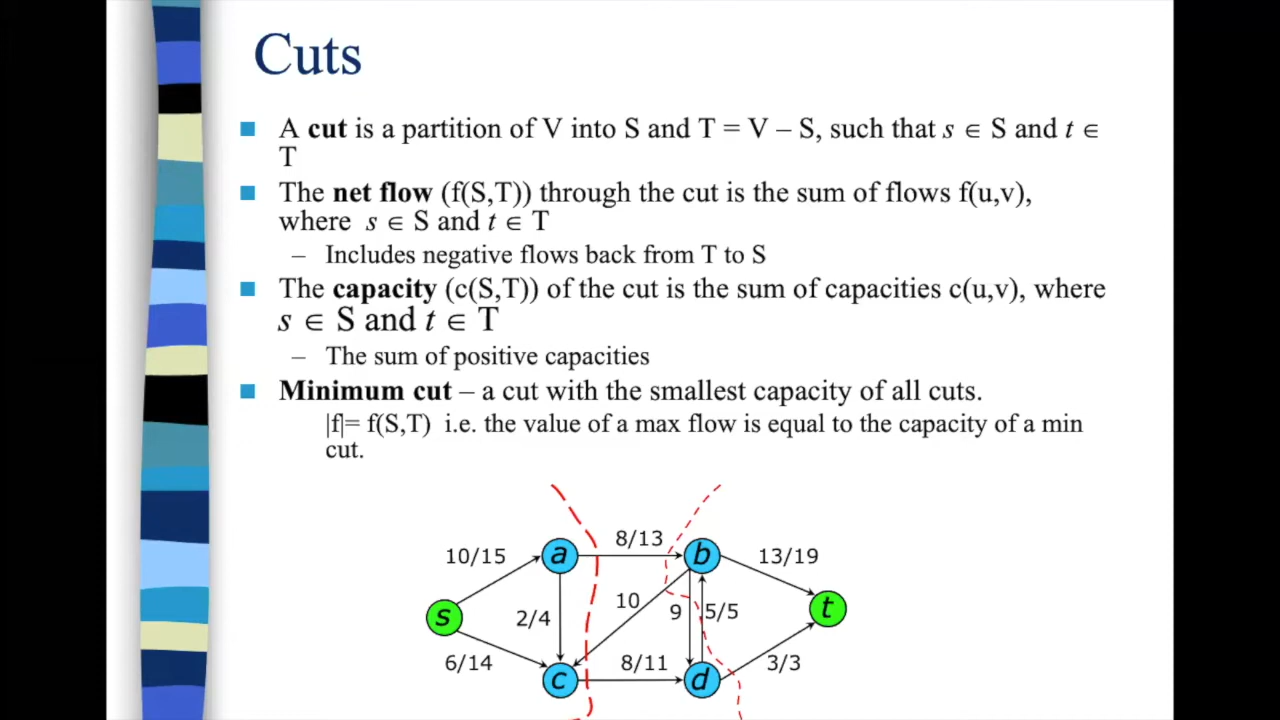 Cuts
A cut is a partition of V into S and T = V – S, such that s ∈ S and t ∈
T
The net flow (f(S,T)) through the cut is the sum of flows f(u,v),
where s ∈ S and t ∈ T
– Includes negative flows back from T to S
The capacity (c(S,T)) of the cut is the sum of capacities c(u,v), where
s ∈ S and t ∈ T
– The sum of positive capacities
Minimum cut – a cut with the smallest capacity of all cuts.
|f|= f(S,T) i.e. the value of a max flow is equal to the capacity of a min
cut.
8/13
10/15 a b 13/19
10
s 2/4 9 5/5 t
6/14 8/11 3/3
c d